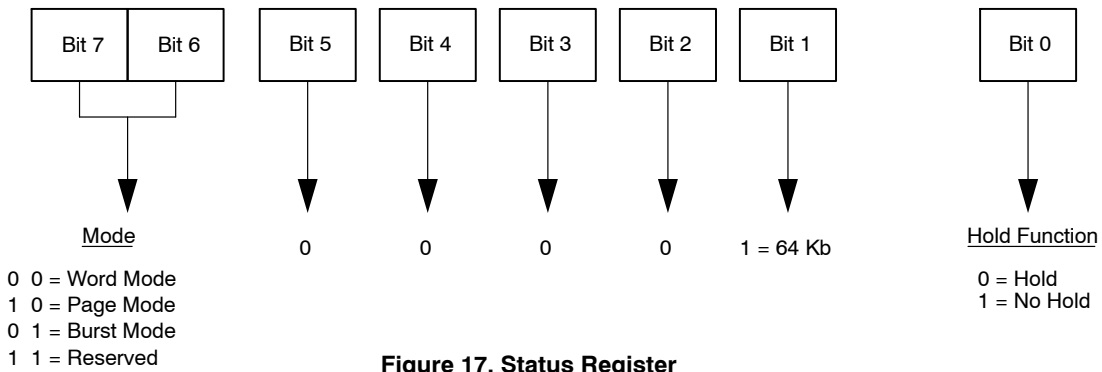 Bit 7 Bit 6 Bit 5 Bit 4 Bit 3 Bit 2 Bit 1 Bit 0
Mode
0 0 = Word Mode
1 0 = Page Mode
0 1 = Burst Mode
1 1 = Reserved
0 0 0 0 1 = 64 Kb
Hold Function
0 = Hold
1 = No Hold
Figure 17. Status Register